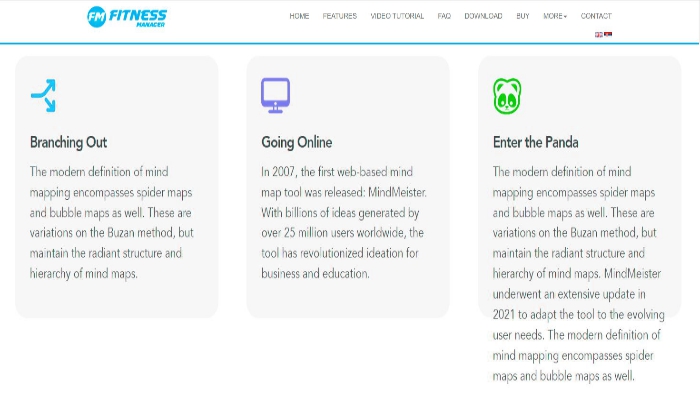 FM FITNESS
MANAGER
HOME FEATURES VIDEO TUTORIAL FAQ DOWNLOAD BUY MORE CONTACT
Branching Out
The modern definition of mind
mapping encompasses spider maps
and bubble maps as well. These are
variations on the Buzan method, but
maintain the radiant structure and
hierarchy of mind maps.
Going Online
In 2007, the first web-based mind
map tool was released: MindMeister.
With billions of ideas generated by
over 25 million users worldwide, the
tool has revolutionized ideation for
business and education.
Enter the Panda
The modern definition of mind
mapping encompasses spider maps
and bubble maps as well. These are
variations on the Buzan method, but
maintain the radiant structure and
hierarchy of mind maps. MindMeister
underwent an extensive update in
2021 to adapt the tool to the evolving
user needs. The modern definition of
mind mapping encompasses spider
maps and bubble maps as well.